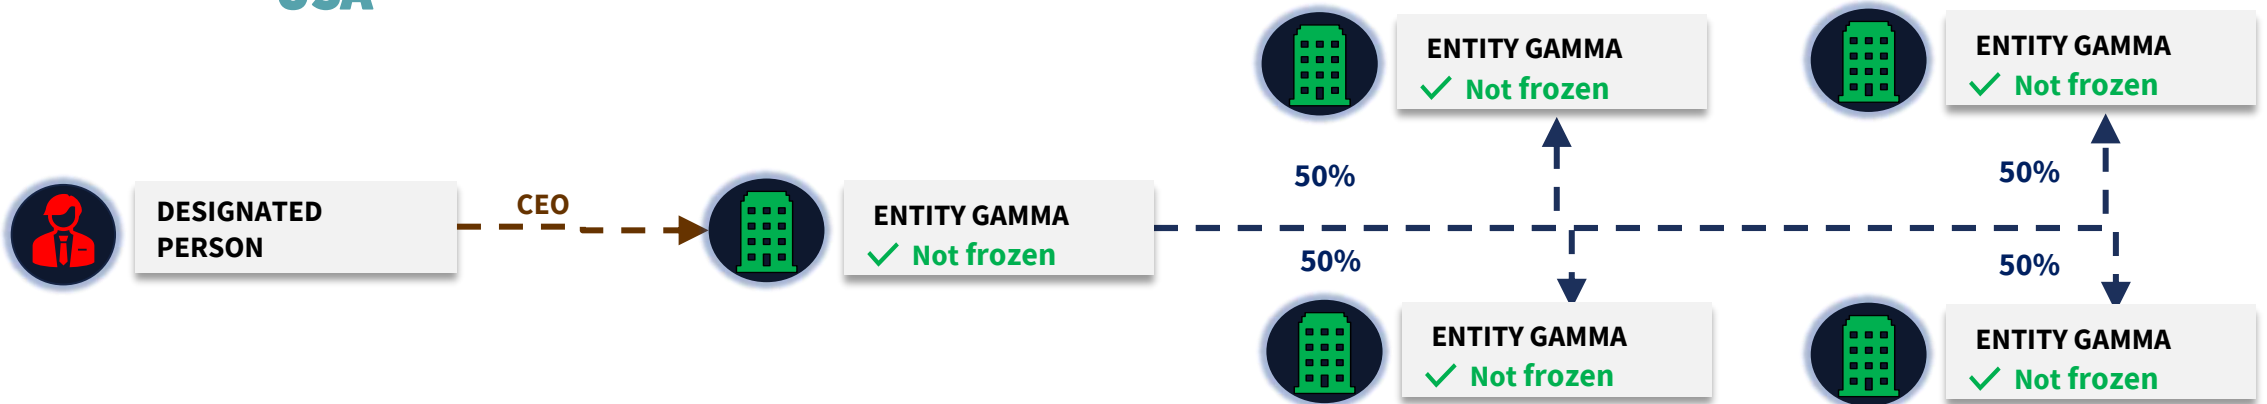 USA
ENTITY GAMMA
Not frozen
ENTITY GAMMA
Not frozen
50%
50%
DESIGNATED
PERSON
CEO
ENTITY GAMMA
Not frozen
50%
50%
ENTITY GAMMA
Not frozen
ENTITY GAMMA
Not frozen